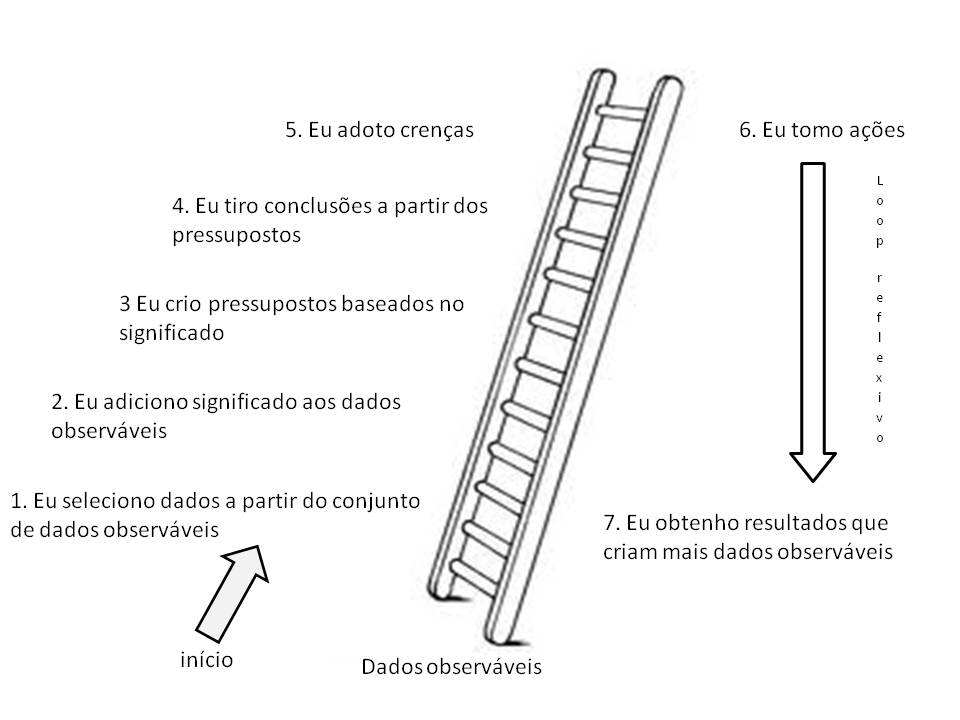 5. Eu adoto crenças
6. Eu tomo ações
4. Eu tiro conclusões a partir dos
pressupostos
3 Eu crio pressupostos baseados no
significado
2. Eu adiciono significado aos dados
observáveis
1. Eu seleciono dados a partir do conjunto
de dados observáveis
início
Dados observáveis
Loop reflexivo
7. Eu obtenho resultados que
criam mais dados observáveis